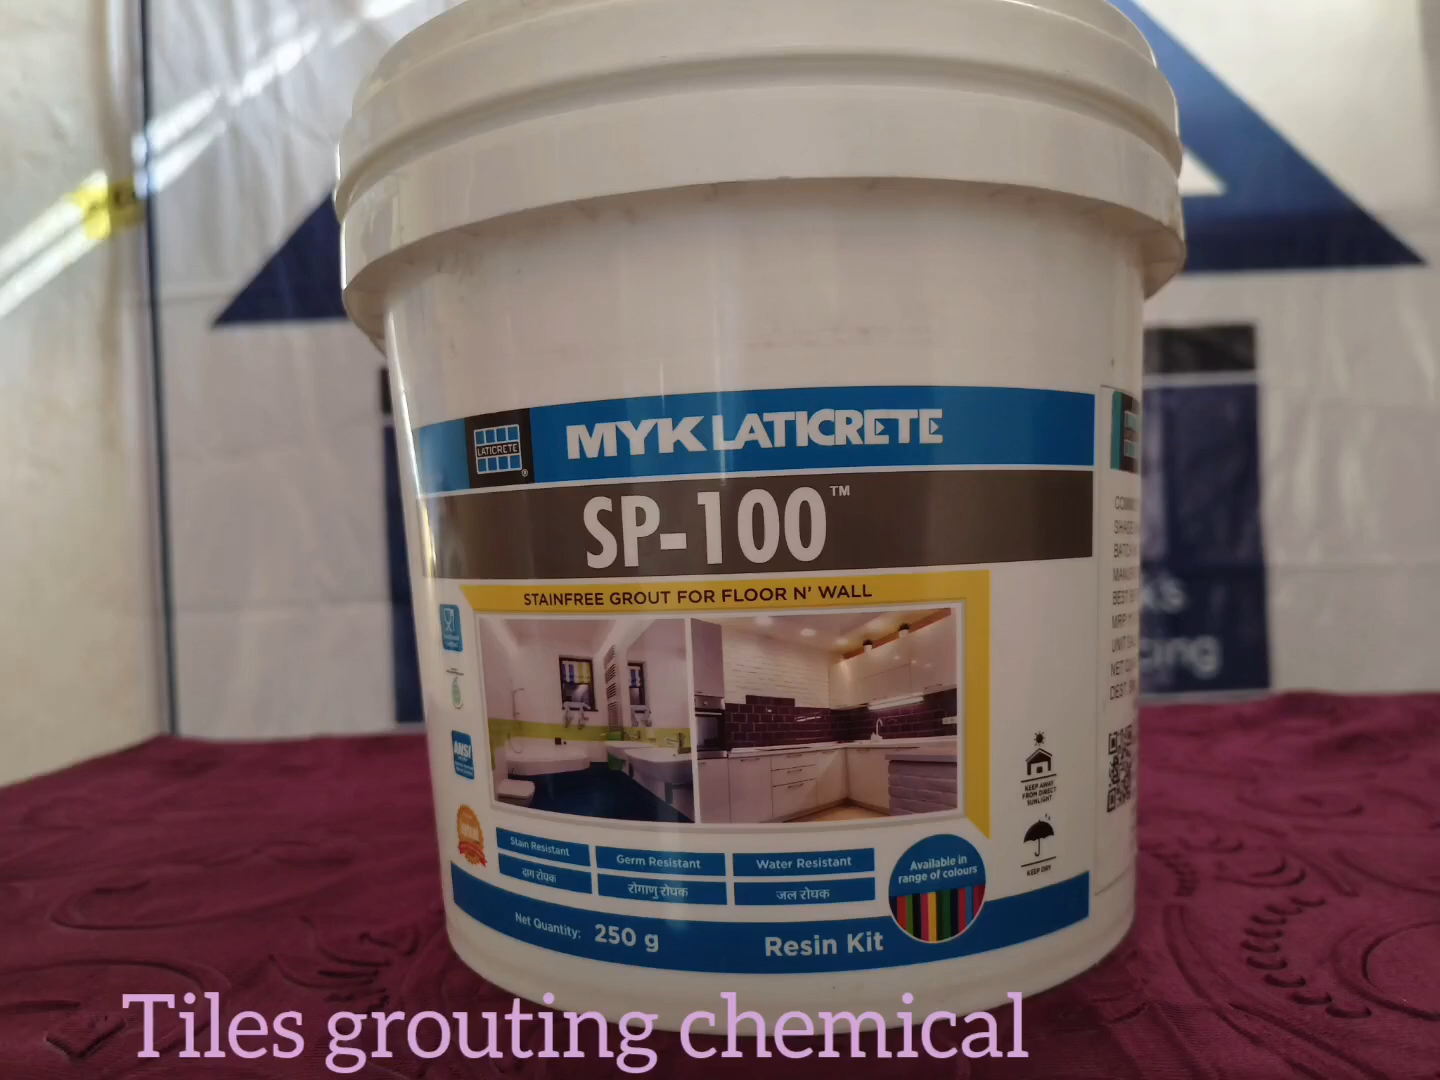 LATICRETE
MYK LATICRETE
SP-100™
STAINFREE GROUT FOR FLOOR N' WALL
ANSI
KEEP AWAY
FROM DIRECT
SUNLIGHT
KEEP DRY
Stain Resistant
Germ Resistant
Water Resistant
दाग रोधक
रोगाणु रोधक
जल रोधक
Available in
range of colours
Net Quantity: 250 g
Resin Kit
Tiles grouting chemical